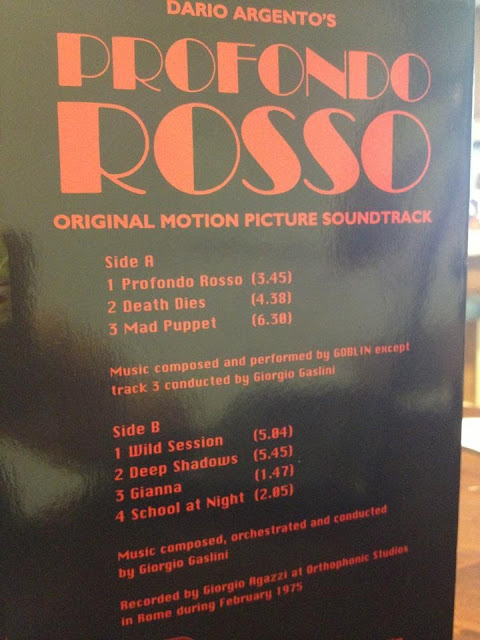 DARIO ARGENTO'S
PROFONDO
ROSSO
ORIGINAL MOTION PICTURE SOUNDTRACK
Side A
1 Profondo Rosso (3.45)
2 Death Dies (4.38)
3 Mad Puppet (6.30)
Music composed and performed by GOBLIN except
track 3 conducted by Giorgio Gaslini
Side B
1 Wild Session (5.04)
2 Deep Shadows (5.45)
3 Gianna (1.47)
4 School at Night (2.05)
Music composed, orchestrated and conducted
by Giorgio Gaslini
Recorded by Giorgio Agazzi at Orthophonic Studios
in Rome during February 1975